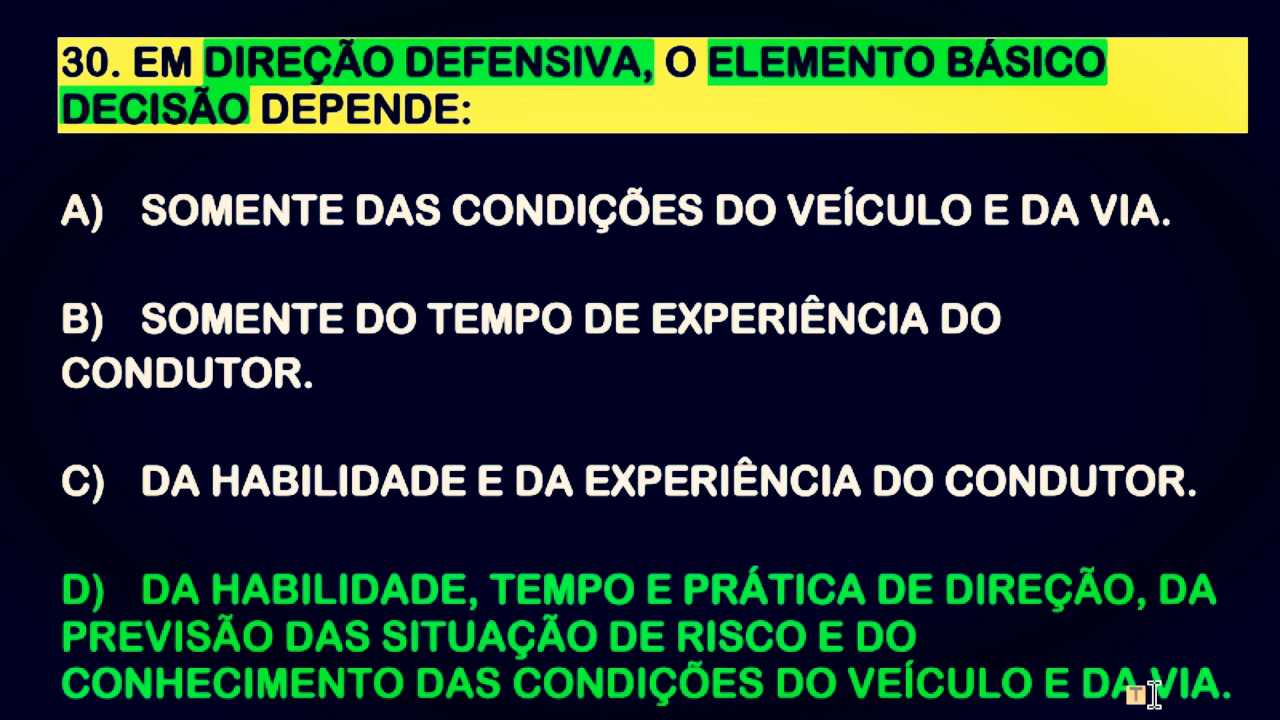 30. EM DIREÇÃO DEFENSIVA, O ELEMENTO BÁSICO
DECISÃO DEPENDE:
A) SOMENTE DAS CONDIÇÕES DO VEÍCULO E DA VIA.
B) SOMENTE DO TEMPO DE EXPERIÊNCIA DO
CONDUTOR.
C) DA HABILIDADE E DA EXPERIÊNCIA DO CONDUTOR.
D) DA HABILIDADE, TEMPO E PRÁTICA DE DIREÇÃO, DA
PREVISÃO DAS SITUAÇÃO DE RISCO E DO
CONHECIMENTO DAS CONDIÇÕES DO VEÍCULO E DA VIA.
T